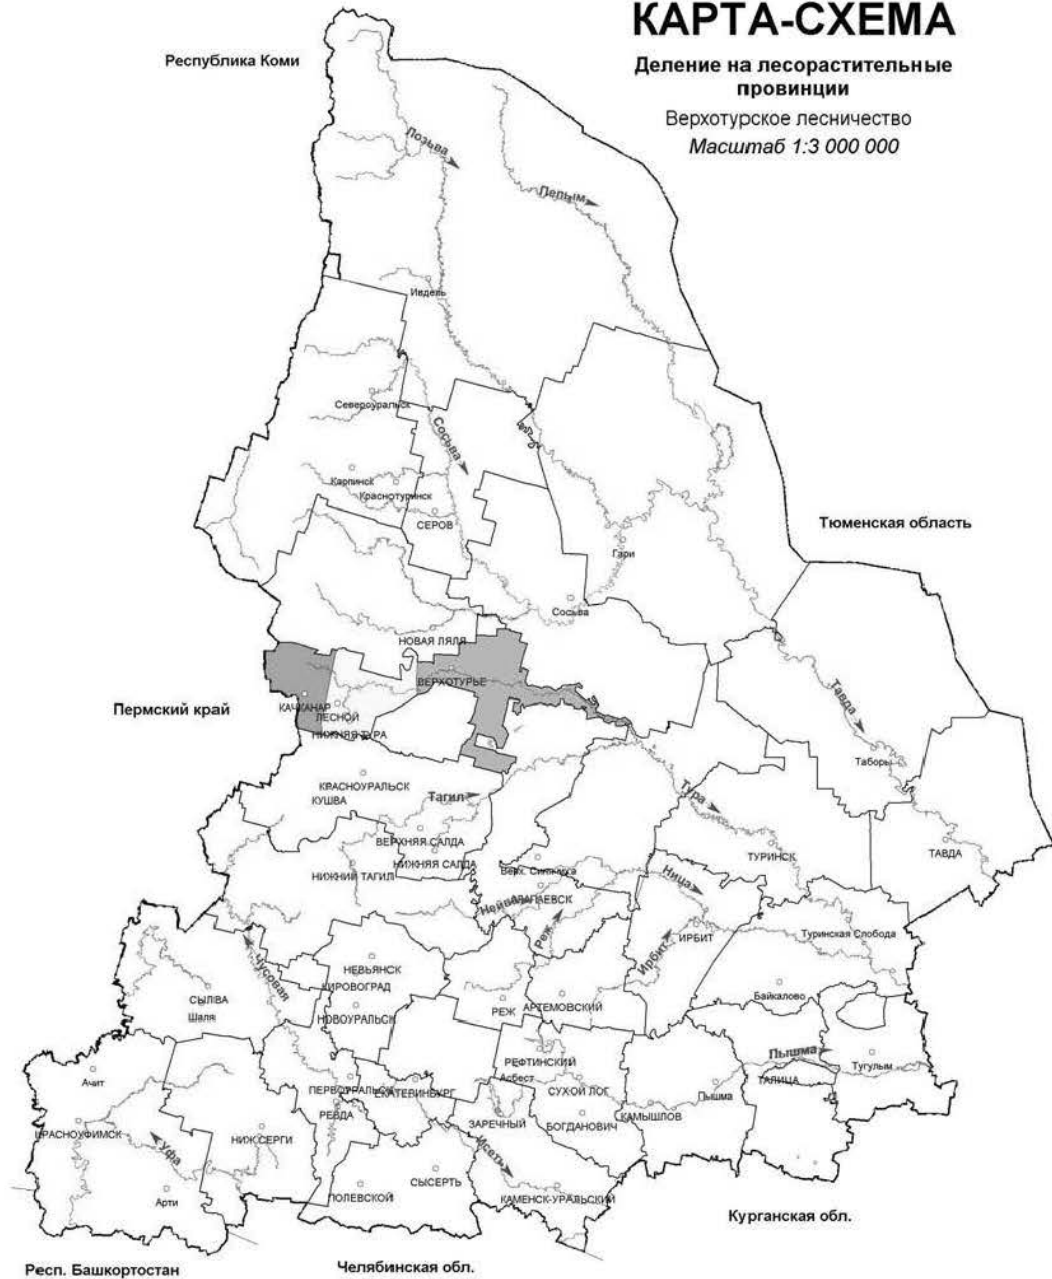 КАРТА-СХЕМА
Деление на лесорастительные
провинции
Верхотурское лесничество
Масштаб 1:3 000 000
Республика Коми
Лозьва
Пелым
Ивдель
Североуральск
Сосьва
Карпинск
Краснотурьинск
СЕРОВ
Тюменская область
Гари
Сосьва
НОВАЯ ЛЯЛЯ
ВЕРХОТУРЬЕ
Пермский край
КАЧКАНАР
ЛЕСНОЙ
НИЖНЯЯ ТУРА
Тавда
Таборы
КРАСНОУРАЛЬСК
КУШВА
Тагил
Тура
ВЕРХНЯЯ САЛДА
НИЖНЯЯ САЛДА
НИЖНИЙ ТАГИЛ
ТУРИНСК
ТАВДА
Верх. Синячиха
АЛАПАЕВСК
Нейва
Ница
Реж
Ирбит
ИРБИТ
Туринская Слобода
Чусовая
НЕВЬЯНСК
КИРОВОГРАД
СЫЛВА
Шаля
НОВОУРАЛЬСК
РЕЖ
АРТЕМОВСКИЙ
Байкалово
Пышма
Тугулым
РЕФТИНСКИЙ
Асбест
СУХОЙ ЛОГ
ТАЛИЦА
Ачит
ПЕРВОУРАЛЬСК
ЕКАТЕРИНБУРГ
Пышма
РЕВДА
ЗАРЕЧНЫЙ
БОГДАНОВИЧ
КАМЫШЛОВ
КРАСНОУФИМСК
Уфа
НИЖ.СЕРГИ
Исеть
СЫСЕРТЬ
ПОЛЕВСКОЙ
КАМЕНСК-УРАЛЬСКИЙ
Арти
Курганская обл.
Челябинская обл.
Респ. Башкортостан